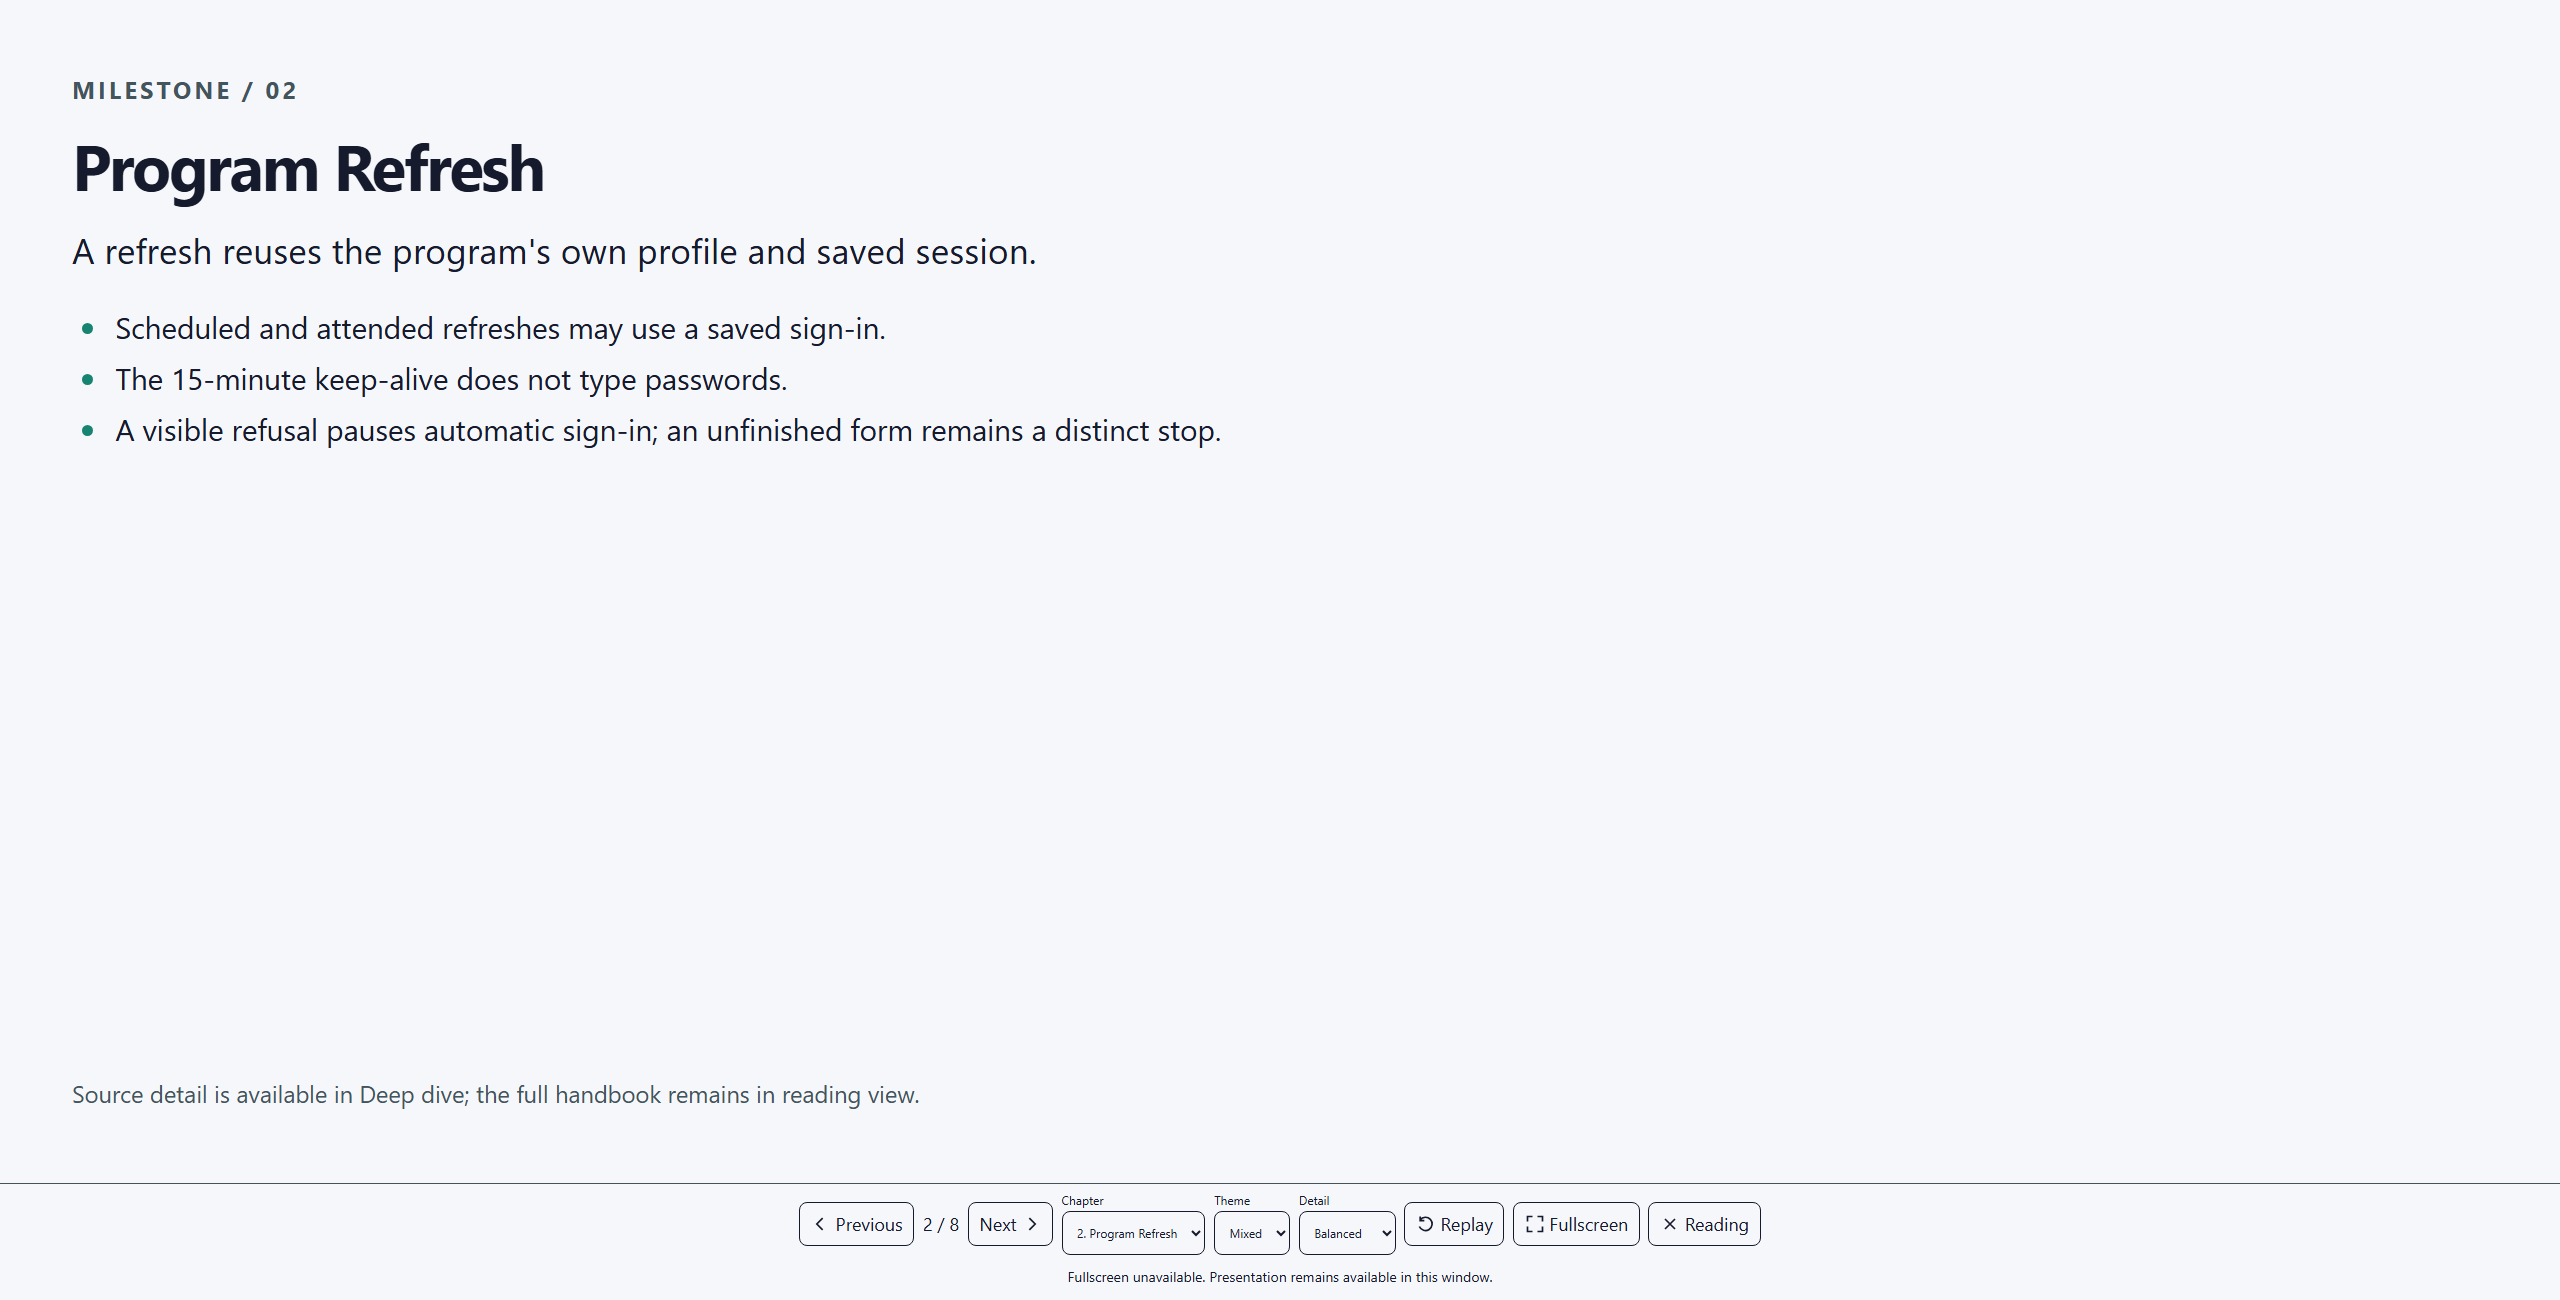 MILESTONE / 02
Program Refresh
A refresh reuses the program's own profile and saved session.
Scheduled and attended refreshes may use a saved sign-in.
The 15-minute keep-alive does not type passwords.
A visible refusal pauses automatic sign-in; an unfinished form remains a distinct stop.
Source detail is available in Deep dive; the full handbook remains in reading view.
Chapter Theme Detail
Previous 2 / 8 Next 2. Program Refresh Mixed Balanced Replay Fullscreen Reading
Fullscreen unavailable. Presentation remains available in this window.